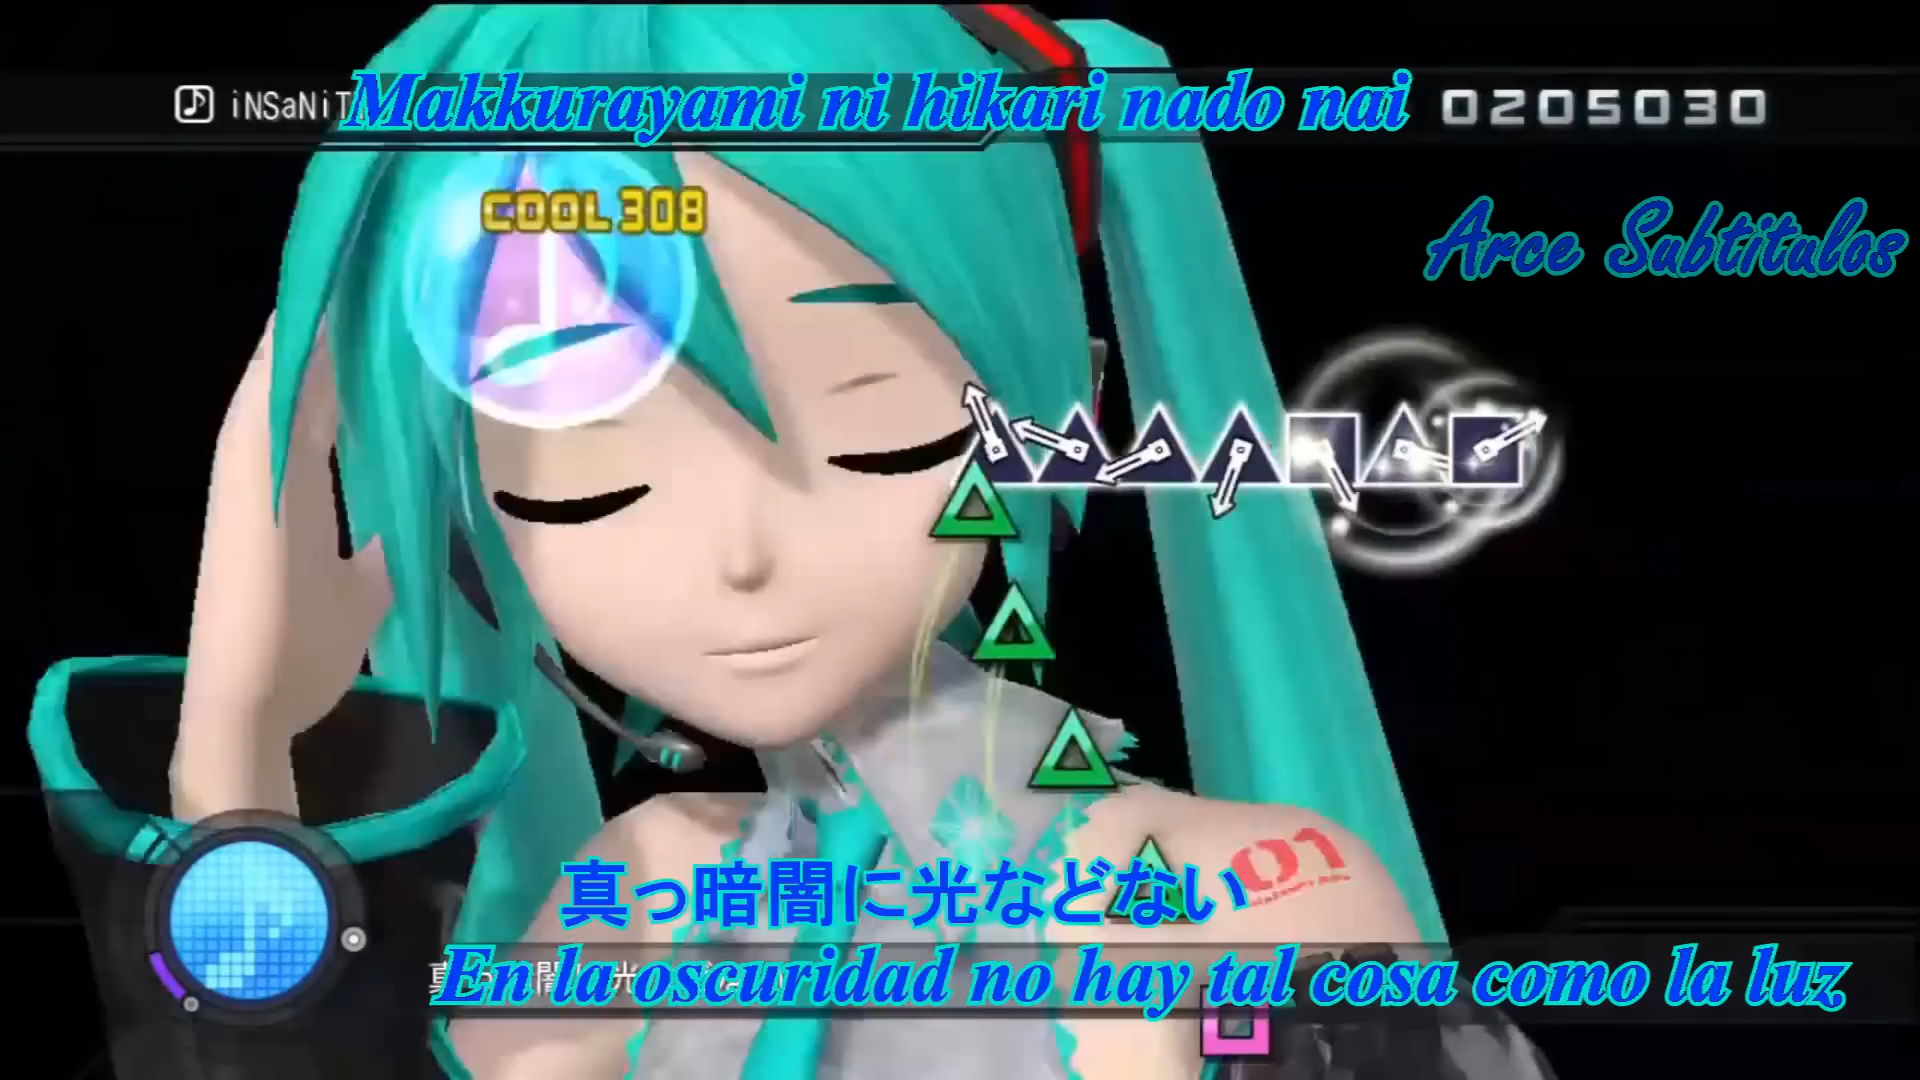 iNSaNiT
Makkurayami ni hikari nado nai
0205030
COOL 308
Arce Subtitulos
01
真っ暗闇に光などない
En la oscuridad no hay tal cosa como la luz